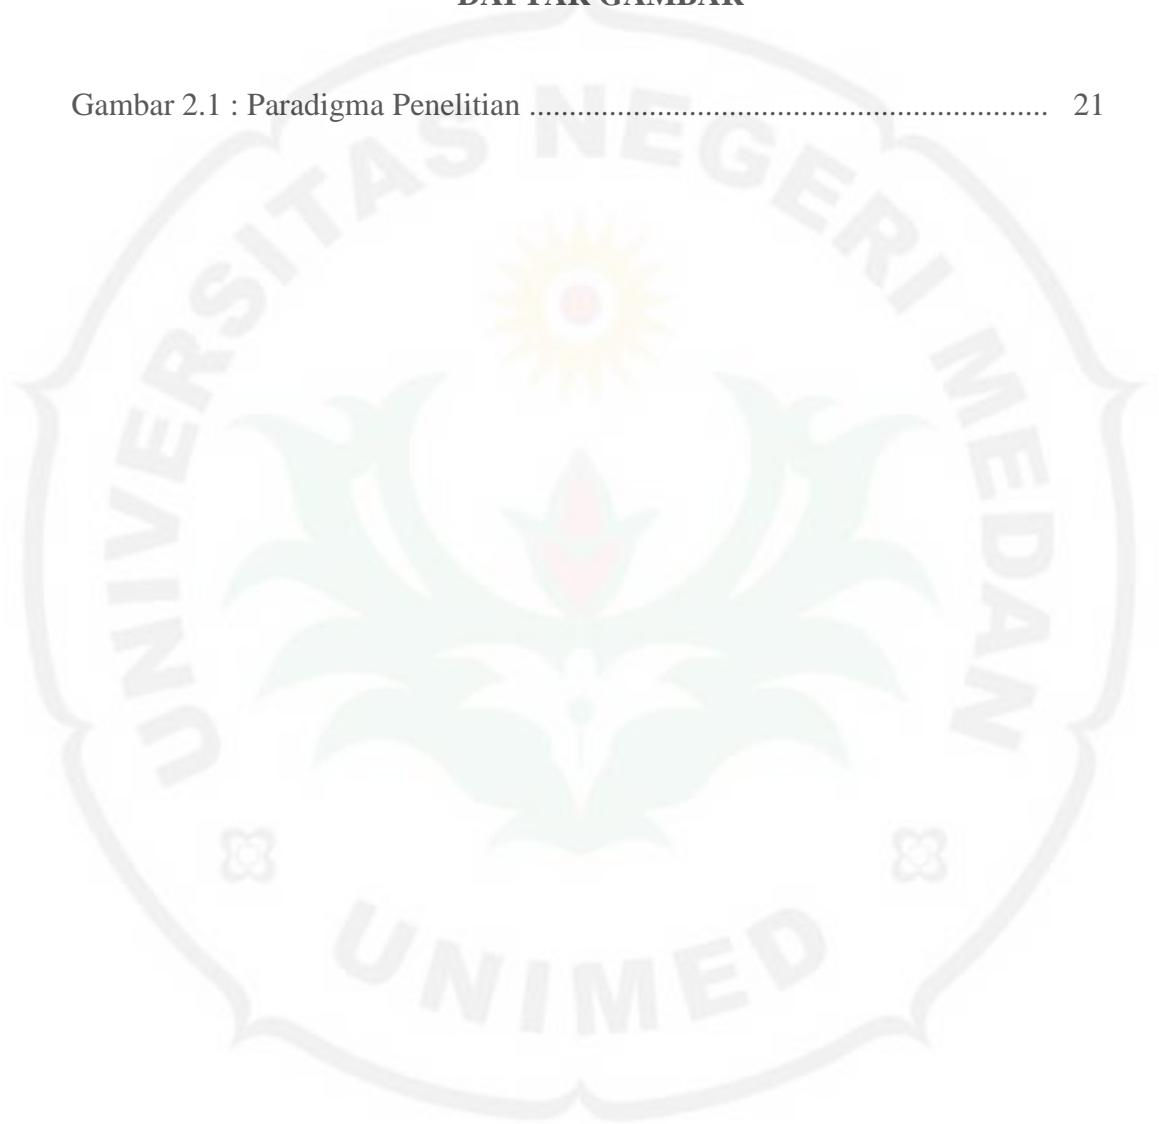 DAFTAR GAMBAR
Gambar 2.1 : Paradigma Penelitian .................................................................. 21
UNIVERSITAS NEGERI MEDAN
UNIMED